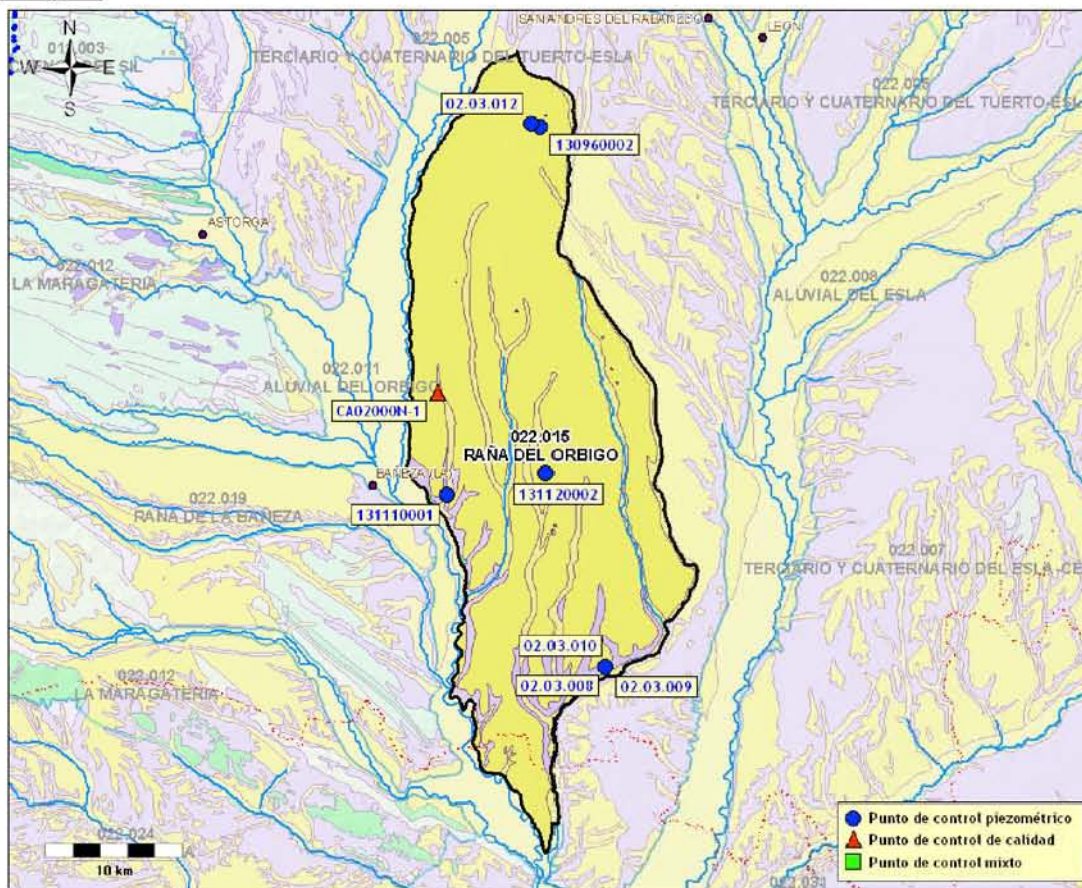 SAN ANDRES DEL RABANEDO
LEON
N
W
E
S
022.005
TERCIARIO Y CUATERNARIO DEL TUERTO-ESLA
02.03.012
130960002
TERCIARIO Y CUATERNARIO DEL TUERTO-ESL
ASTORGA
022.012
LA MARAGATERIA
022.008
ALUVIAL DEL ESLA
022.011
ALUVIAL DEL ORBIGO
CA02000N-1
022.015
RAÑA DEL ORBIGO
131120002
022.019
RAÑA DE LA BAÑEZA
131110001
022.007
TERCIARIO Y CUATERNARIO DEL ESLA-CE
02.03.010
02.03.008
02.03.009
022.012
LA MARAGATERIA
022.024
10 km
Punto de control piezométrico
Punto de control de calidad
Punto de control mixto
022.031